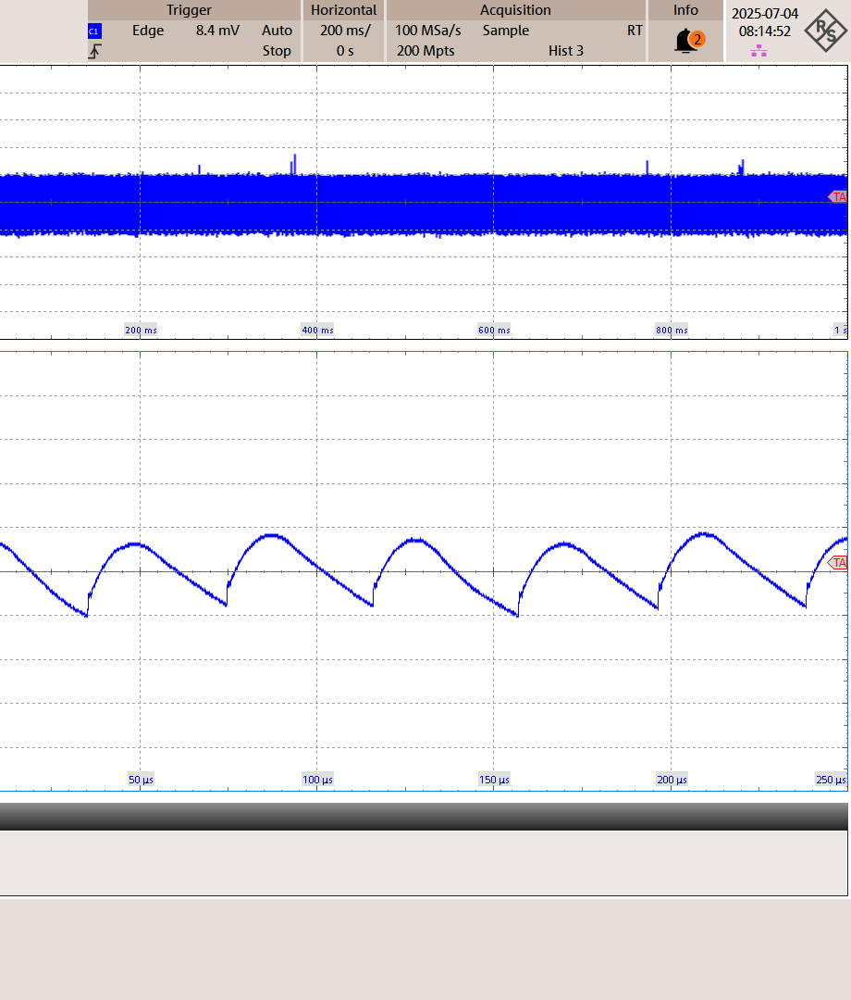 Trigger
C1
Edge
8.4 mV
Auto
Stop
Horizontal
200 ms/
0 s
Acquisition
100 MSa/s
Sample
RT
200 Mpts
Hist 3
Info
2
2025-07-04
08:14:52
R
S
TA
200 ms
400 ms
600 ms
800 ms
1 s
TA
50 µs
100 µs
150 µs
200 µs
250 µs